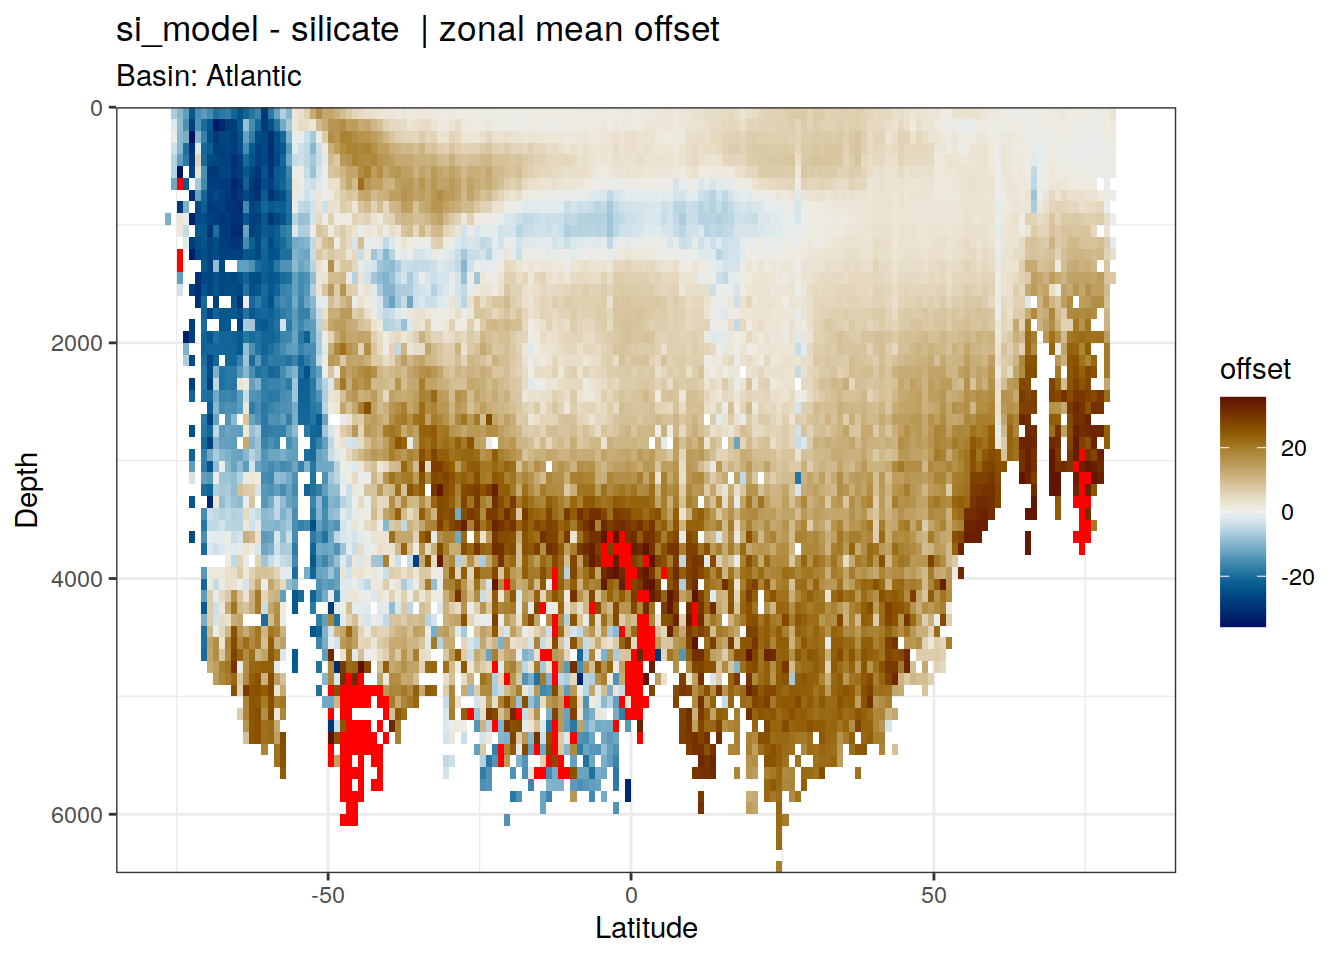 si_model - silicate  | zonal mean offset
Basin: Atlantic
0
2000
4000
6000
Depth
-50
0
50
Latitude
offset
20
0
-20